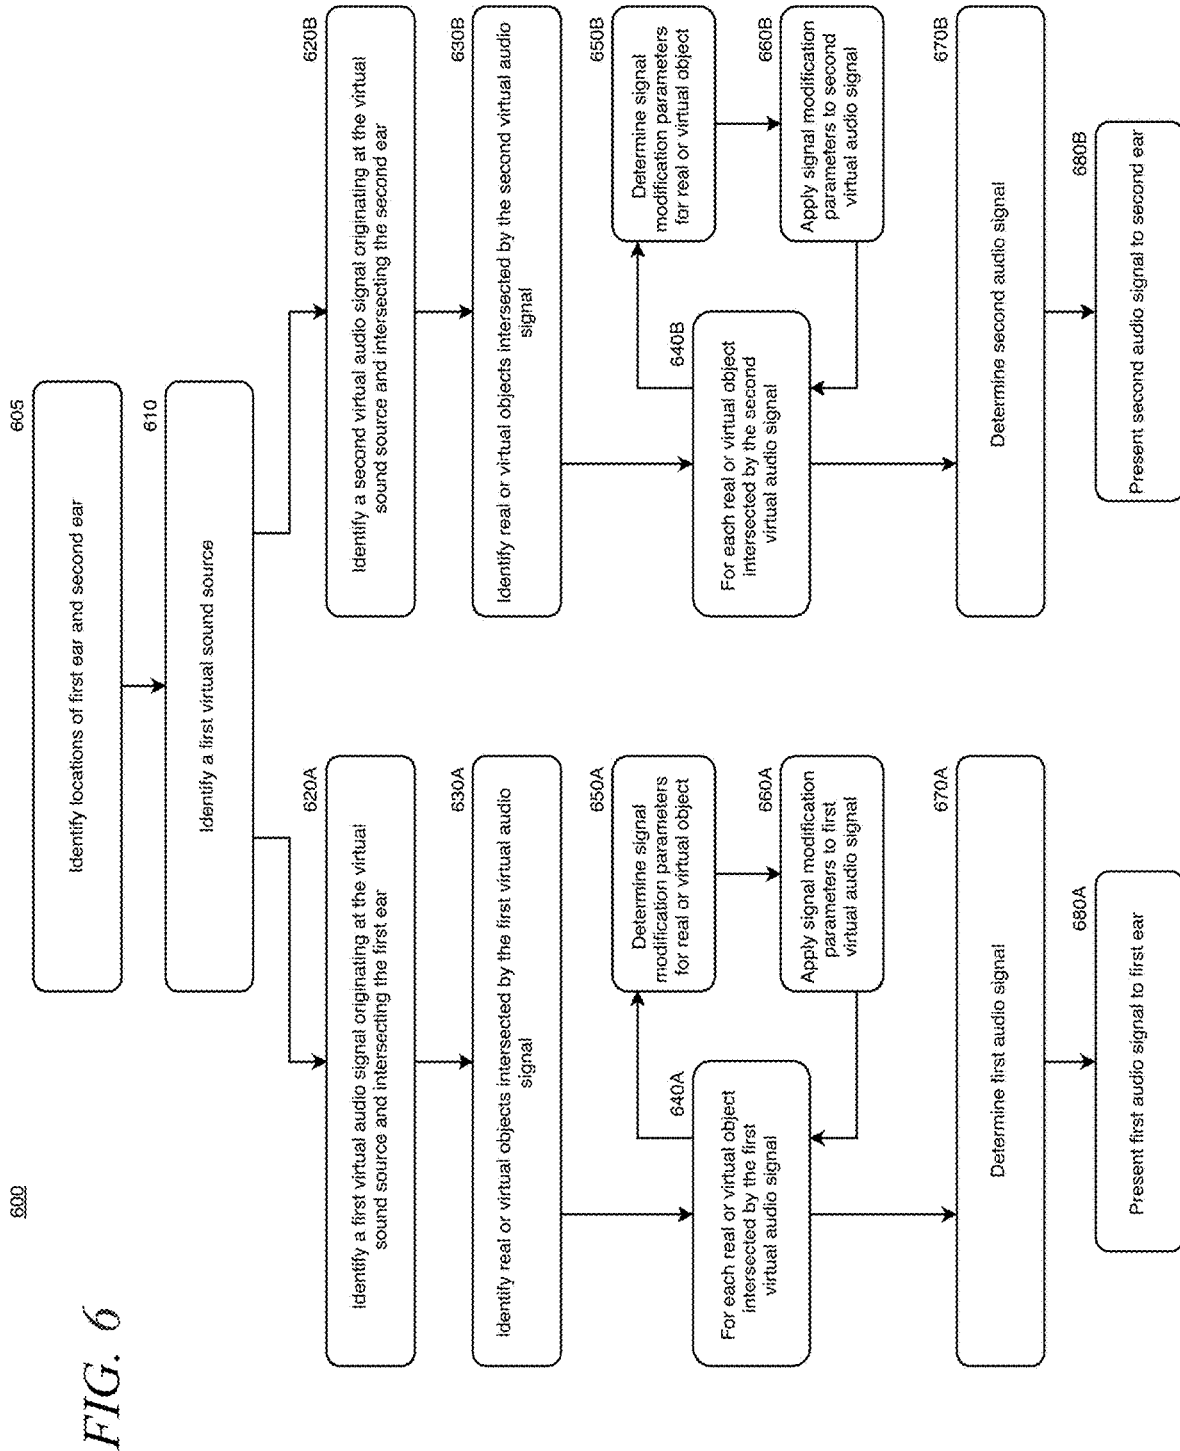 FIG. 6
600
605
Identify locations of first ear and second ear
610
Identify a first virtual sound source
620A
Identify a first virtual audio signal originating at the virtual
sound source and intersecting the first ear
620B
Identify a second virtual audio signal originating at the virtual
sound source and intersecting the second ear
630A
Identify real or virtual objects intersected by the first virtual audio
signal
630B
Identify real or virtual objects intersected by the second virtual audio
signal
640A
For each real or virtual object
intersected by the first
virtual audio signal
650A
Determine signal
modification parameters
for real or virtual object
660A
Apply signal modification
parameters to first
virtual audio signal
640B
For each real or virtual object
intersected by the second
virtual audio signal
650B
Determine signal
modification parameters
for real or virtual object
660B
Apply signal modification
parameters to second
virtual audio signal
670A
Determine first audio signal
670B
Determine second audio signal
680A
Present first audio signal to first ear
680B
Present second audio signal to second ear